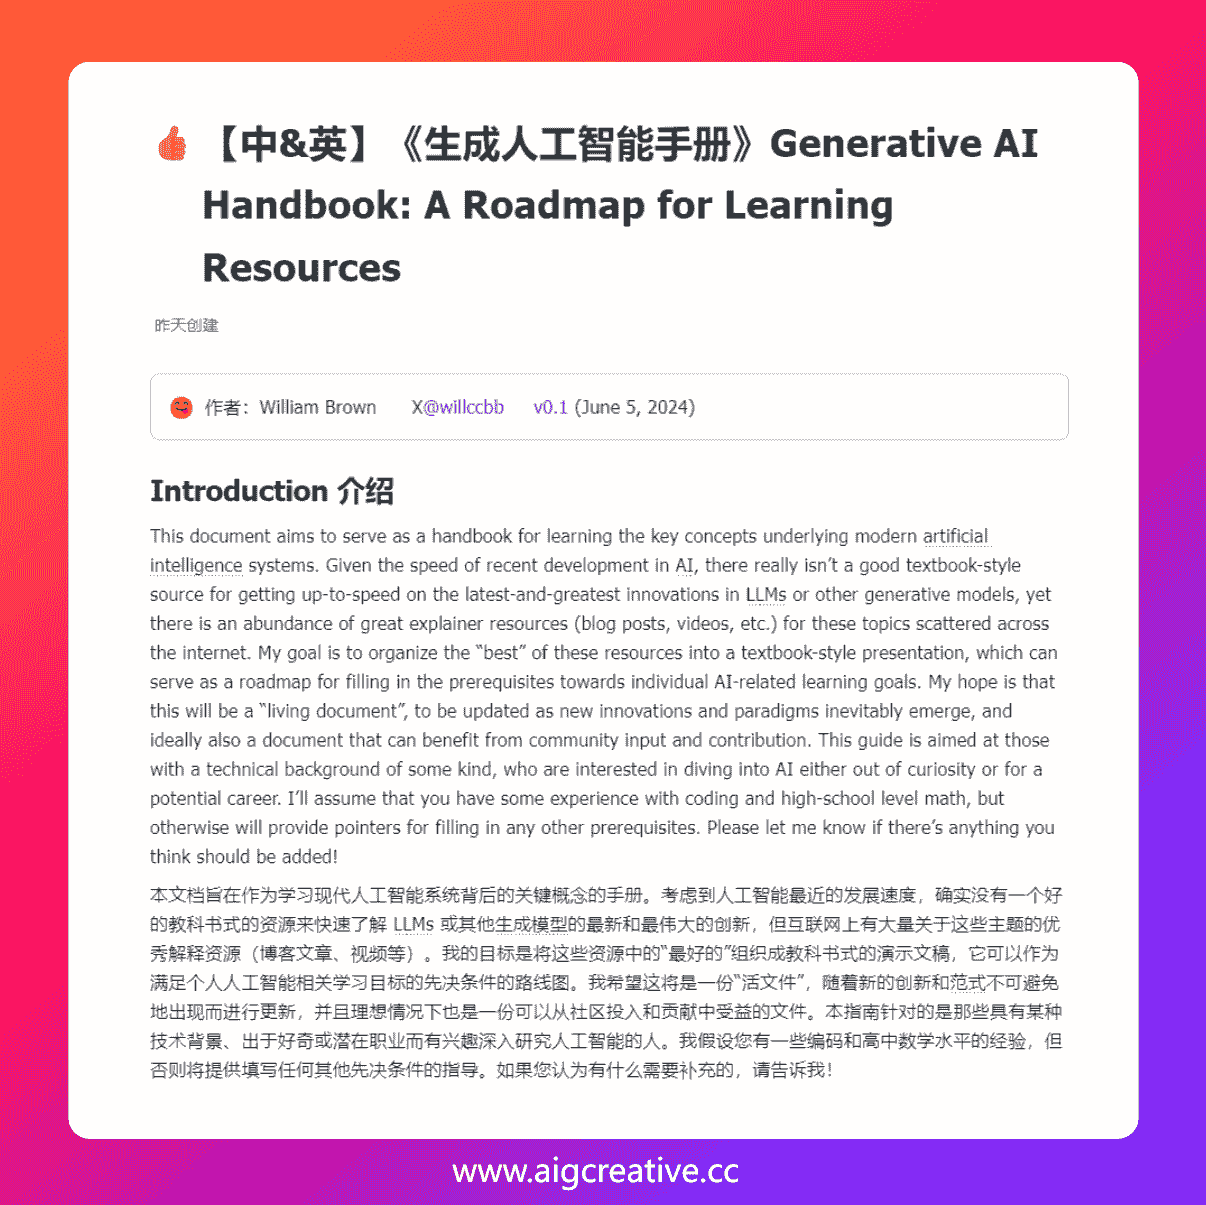 【中&英】《生成人工智能手册》Generative AI
Handbook: A Roadmap for Learning
Resources
昨天创建
作者：William Brown X@willccbb v0.1 (June 5, 2024)
Introduction 介绍
This document aims to serve as a handbook for learning the key concepts underlying modern artificial
intelligence systems. Given the speed of recent development in AI, there really isn’t a good textbook-style
source for getting up-to-speed on the latest-and-greatest innovations in LLMs or other generative models, yet
there is an abundance of great explainer resources (blog posts, videos, etc.) for these topics scattered across
the internet. My goal is to organize the “best” of these resources into a textbook-style presentation, which can
serve as a roadmap for filling in the prerequisites towards individual AI-related learning goals. My hope is that
this will be a “living document”, to be updated as new innovations and paradigms inevitably emerge, and
ideally also a document that can benefit from community input and contribution. This guide is aimed at those
with a technical background of some kind, who are interested in diving into AI either out of curiosity or for a
potential career. I’ll assume that you have some experience with coding and high-school level math, but
otherwise will provide pointers for filling in any other prerequisites. Please let me know if there’s anything you
think should be added!
本文档旨在作为学习现代人工智能系统背后的关键概念的手册。考虑到人工智能最近的发展速度，确实没有一个好
的教科书式的资源来快速了解 LLMs 或其他生成模型的最新和最伟大的创新，但互联网上有大量关于这些主题的优
秀解释资源（博客文章、视频等）。我的目标是将这些资源中的“最好的”组织成教科书式的演示文稿，它可以作为
满足个人人工智能相关学习目标的先决条件的路线图。我希望这将是一份“活文件”，随着新的创新和范式不可避免
地出现而进行更新，并且理想情况下也是一份可以从社区投入和贡献中受益的文件。本指南针对的是那些具有某种
技术背景、出于好奇或潜在职业而有兴趣深入研究人工智能的人。我假设您有一些编码和高中数学水平的经验，但
否则将提供填写任何其他先决条件的指导。如果您认为有什么需要补充的，请告诉我！
www.aigcreative.cc